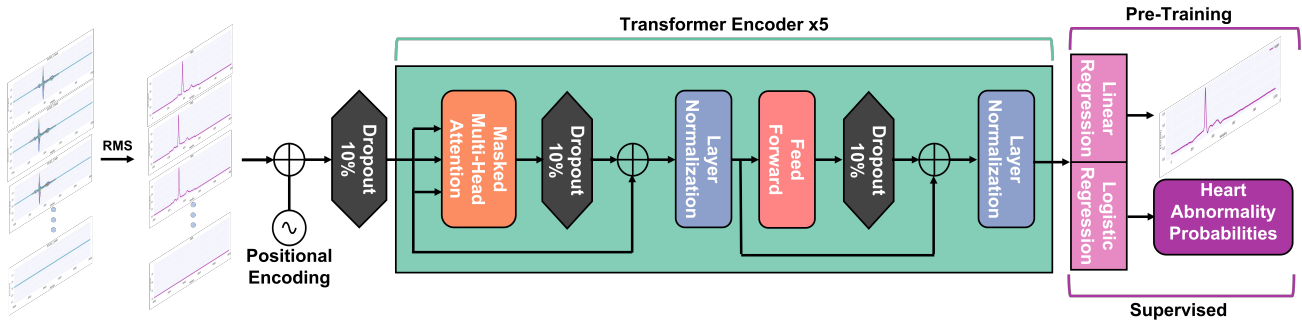 Transformer Encoder x5
Pre-Training
RMS
Positional
Encoding
Dropout
10%
Masked
Multi-Head
Attention
Dropout
10%
Layer
Normalization
Feed
Forward
Dropout
10%
Layer
Normalization
Linear
Regression
Logistic
Regression
Heart
Abnormality
Probabilities
Supervised